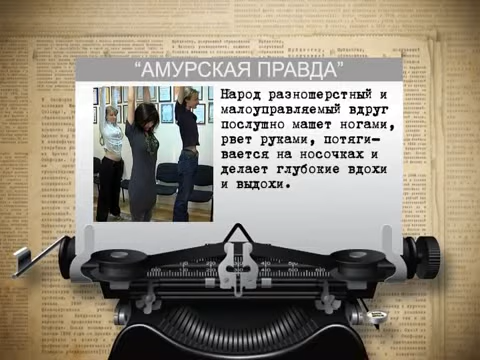 “АМУРСКАЯ ПРАВДА”
Народ разношерстный и
малоуправляемый вдруг
послушно машет ногами,
рвет руками, потяги-
вается на носочках и
делает глубокие вдохи
и выдохи.